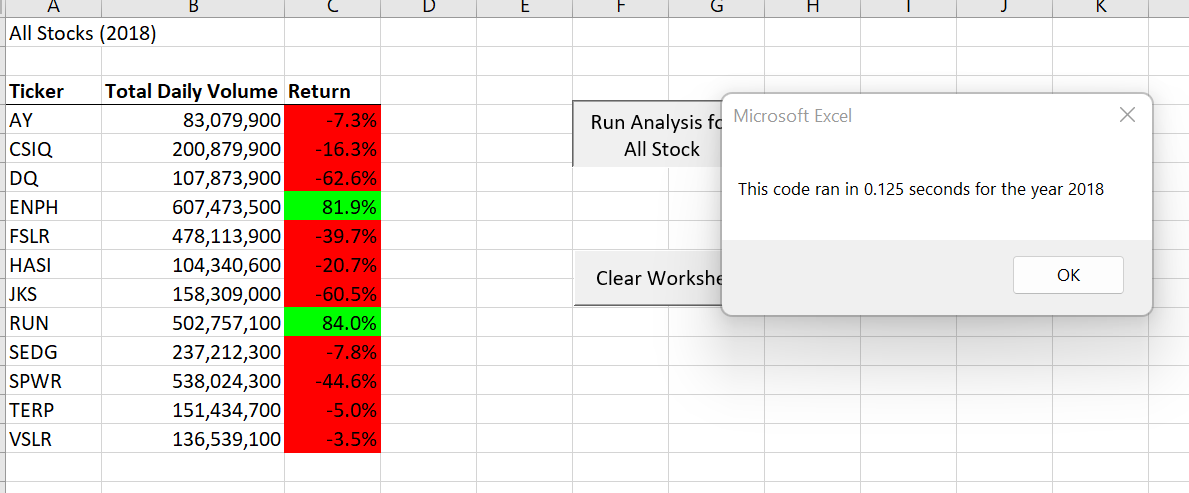 A B C D E F G H I J K
All Stocks (2018)
Ticker Total Daily Volume Return
AY 83,079,900 -7.3%
CSIQ 200,879,900 -16.3%
DQ 107,873,900 -62.6%
ENPH 607,473,500 81.9%
FSLR 478,113,900 -39.7%
HASI 104,340,600 -20.7%
JKS 158,309,000 -60.5%
RUN 502,757,100 84.0%
SEDG 237,212,300 -7.8%
SPWR 538,024,300 -44.6%
TERP 151,434,700 -5.0%
VSLR 136,539,100 -3.5%
Run Analysis fo
All Stock
Clear Workshe
Microsoft Excel
This code ran in 0.125 seconds for the year 2018
OK